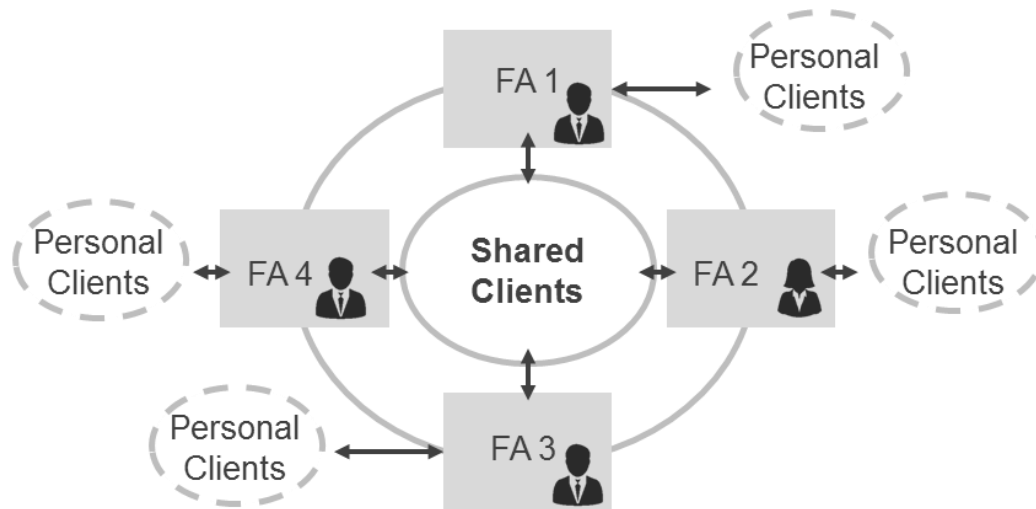 FA 1
Personal
Clients
Personal
Clients
FA 4
Shared
Clients
FA 2
Personal
Clients
Personal
Clients
FA 3